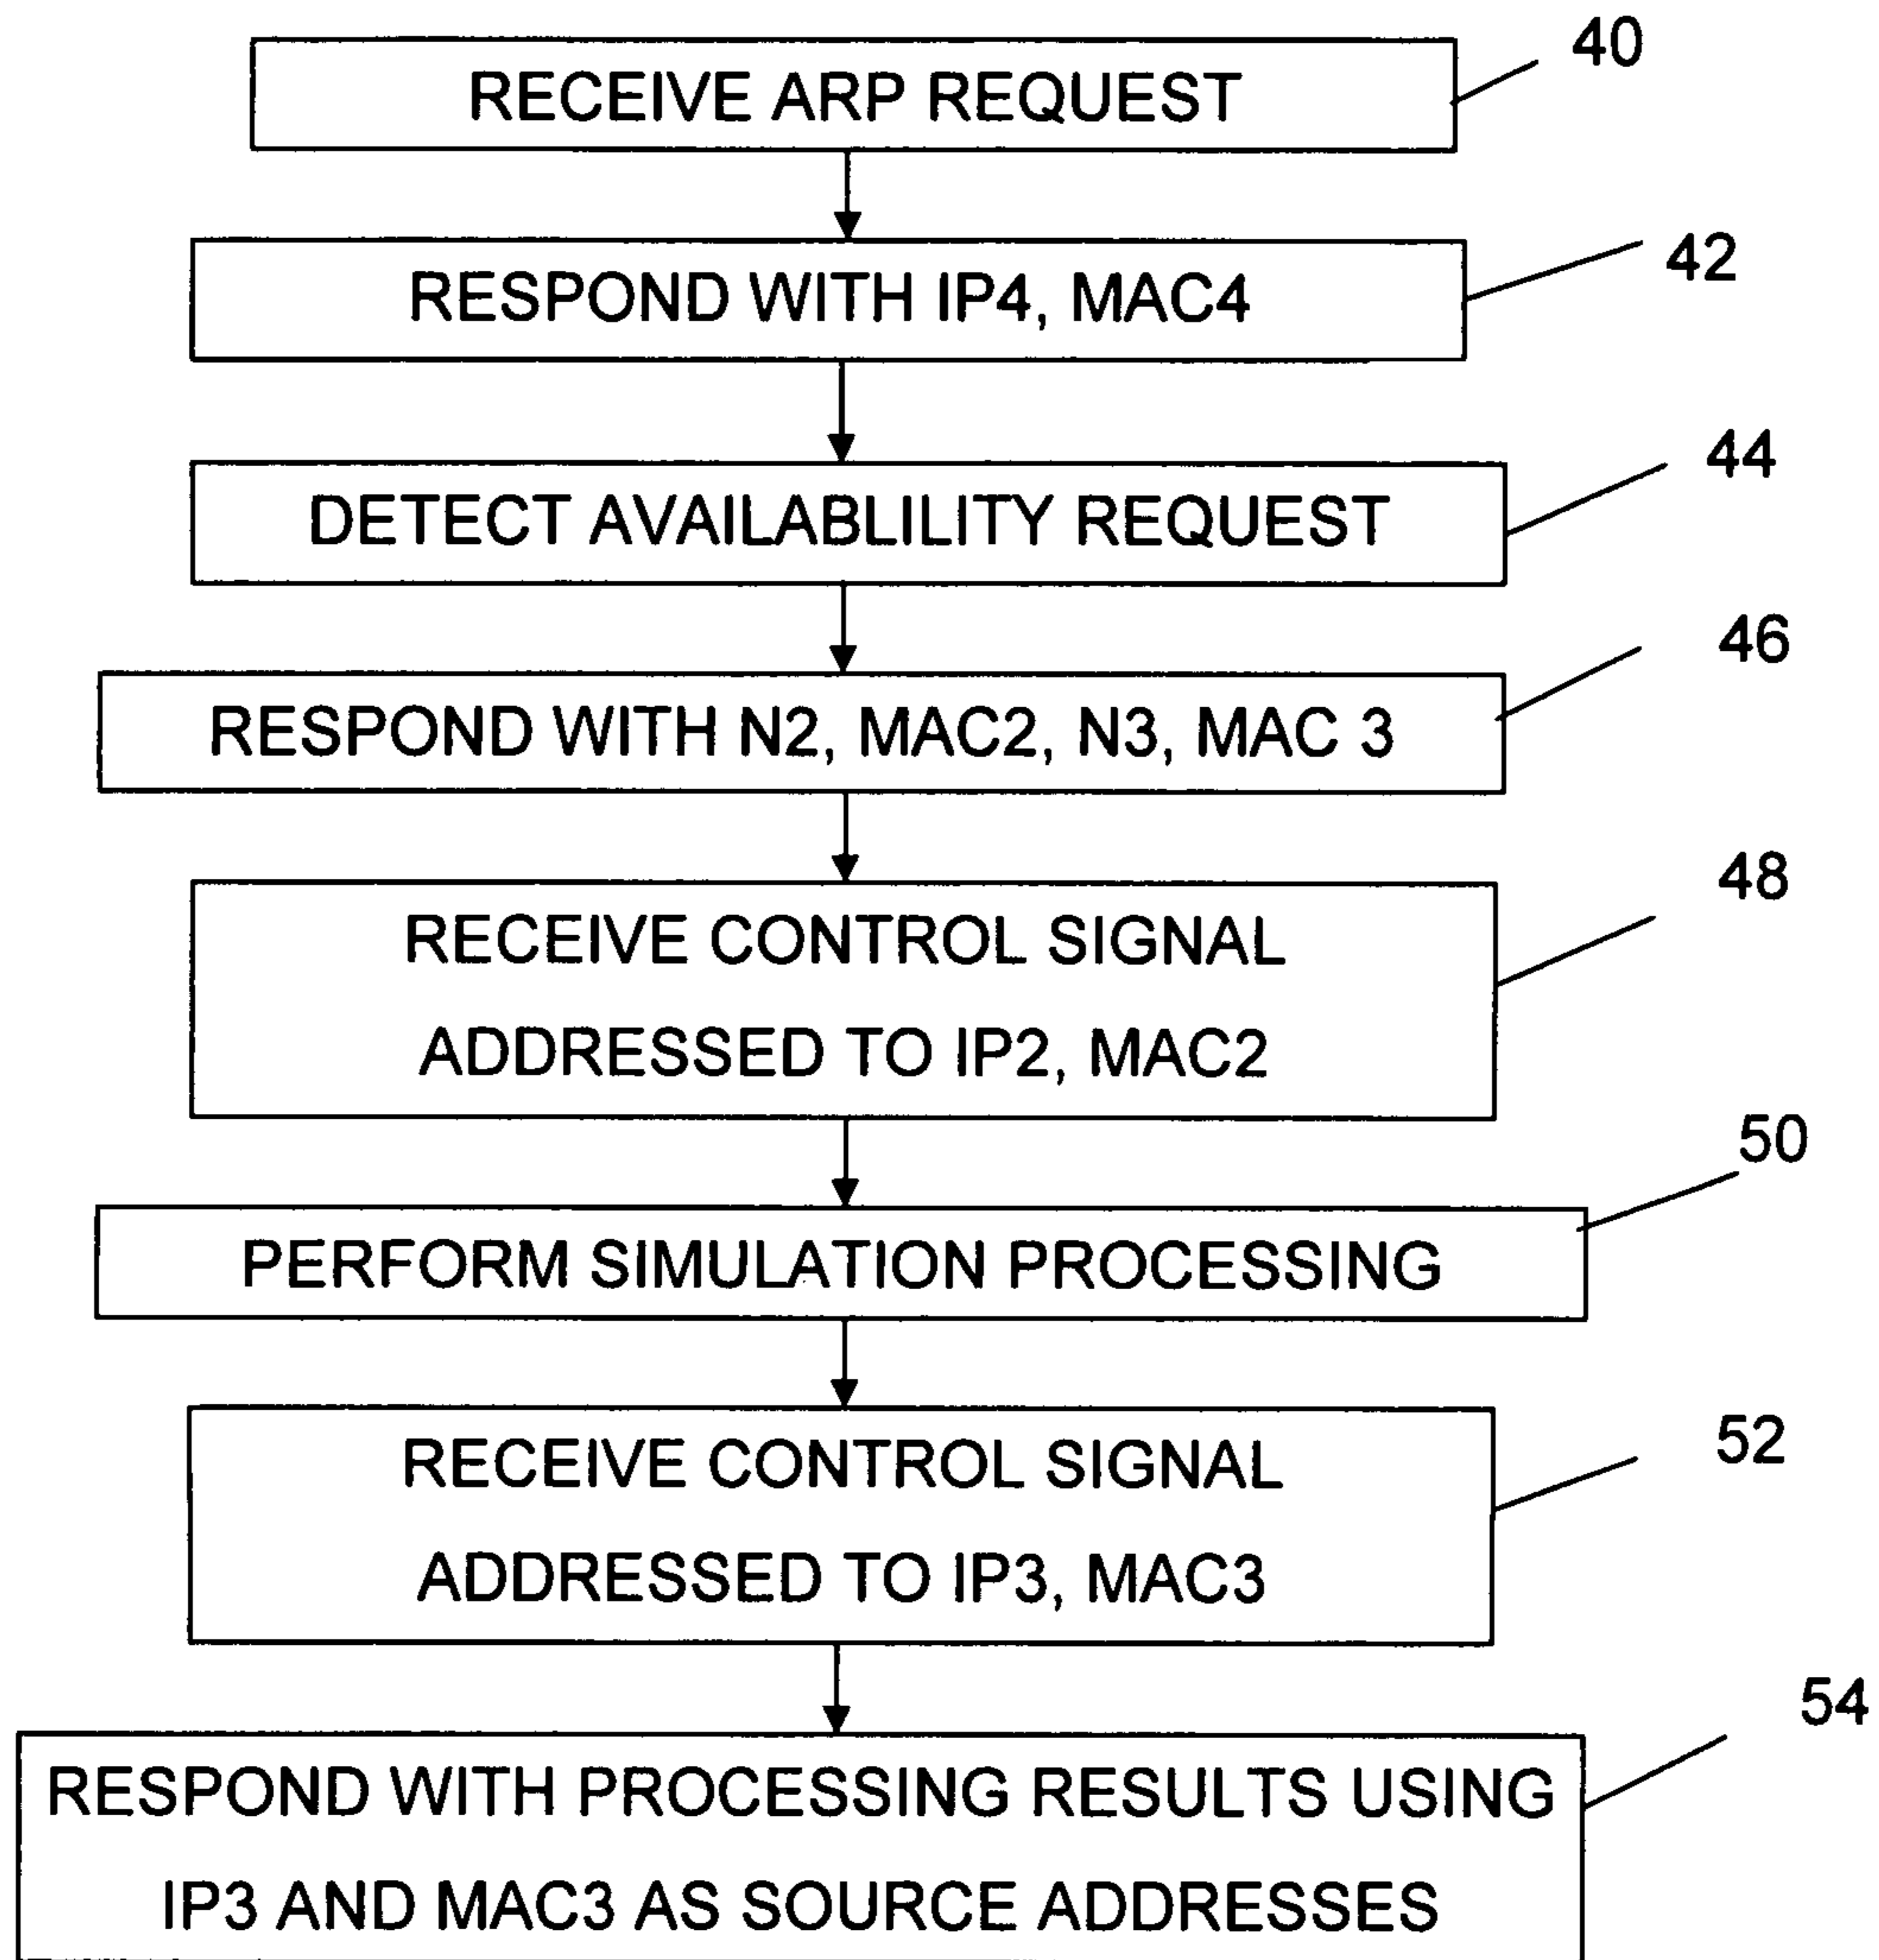 RECEIVE ARP REQUEST
40
RESPOND WITH IP4, MAC4
42
DETECT AVAILABLILITY REQUEST
44
RESPOND WITH N2, MAC2, N3, MAC 3
46
RECEIVE CONTROL SIGNAL
ADDRESSED TO IP2, MAC2
48
PERFORM SIMULATION PROCESSING
50
RECEIVE CONTROL SIGNAL
ADDRESSED TO IP3, MAC3
52
RESPOND WITH PROCESSING RESULTS USING
IP3 AND MAC3 AS SOURCE ADDRESSES
54